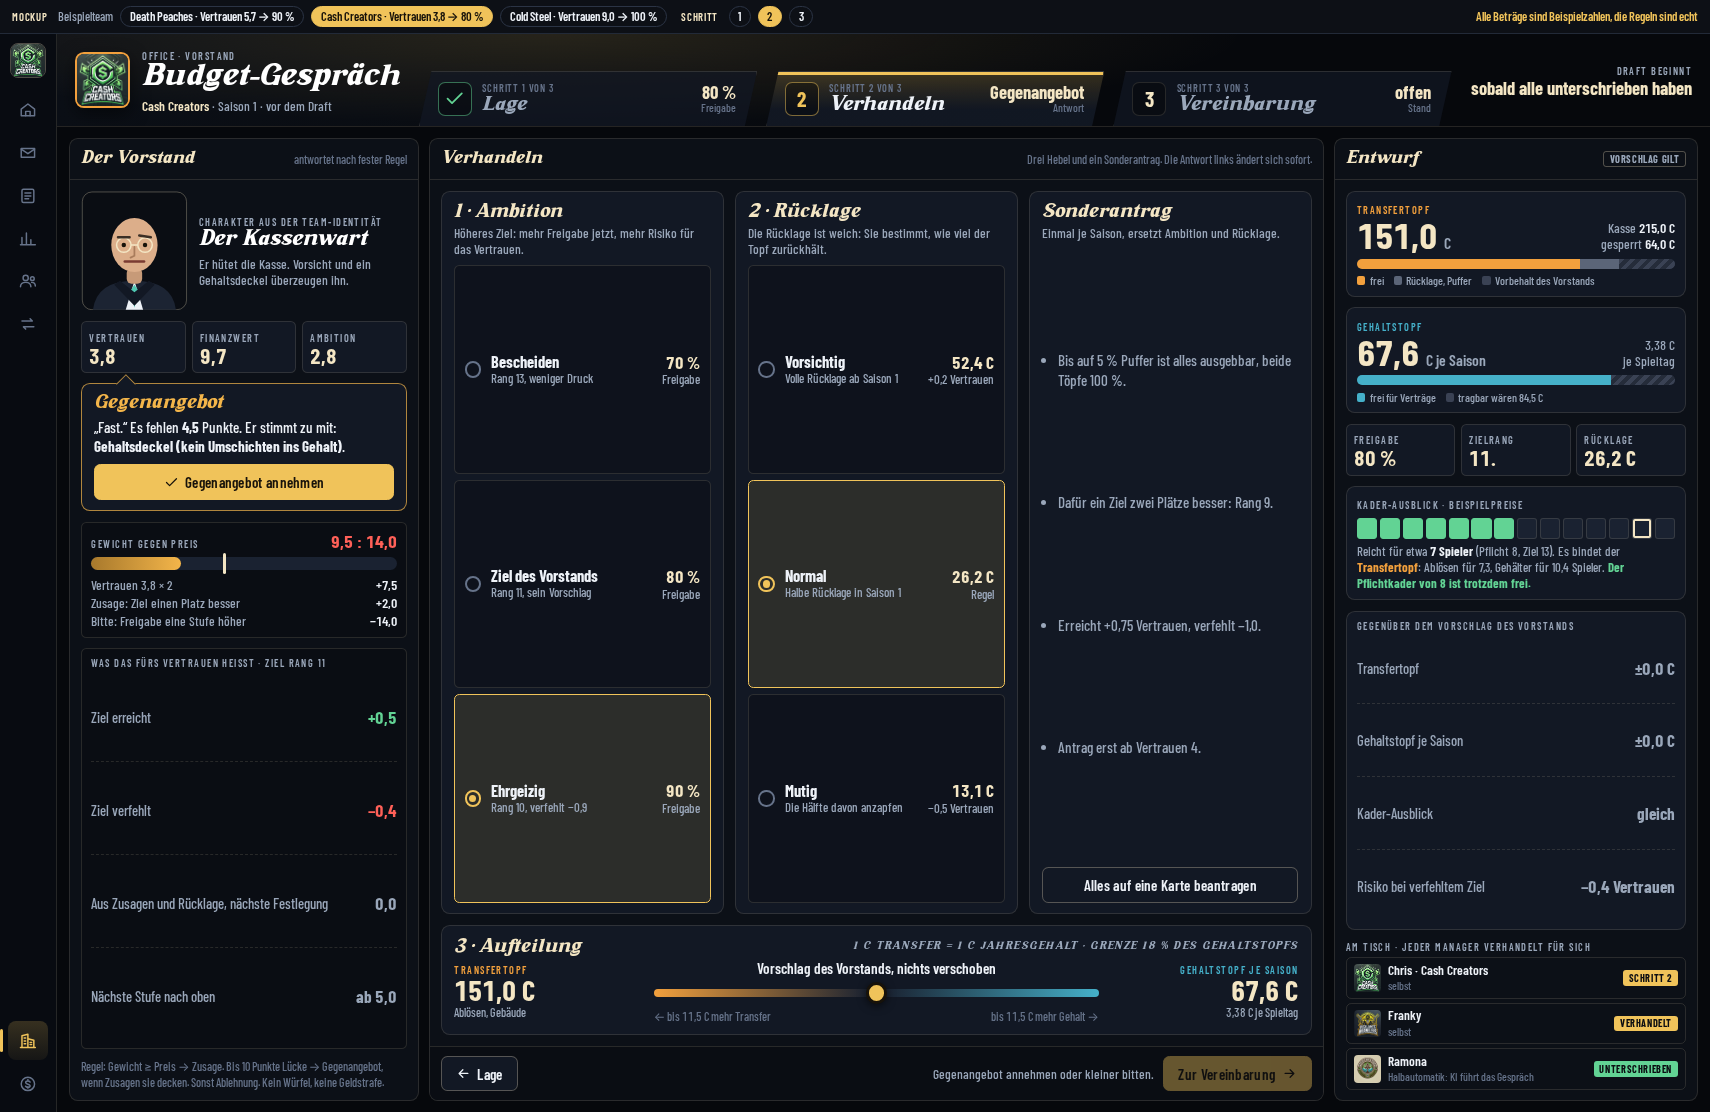 MOCKUP Beispielteam Death Peaches · Vertrauen 5,7 → 90 % Cash Creators · Vertrauen 3,8 → 80 % Cold Steel · Vertrauen 9,0 → 100 % SCHRITT 1 2 3 Alle Beträge sind Beispielzahlen, die Regeln sind echt
OFFICE · VORSTAND
Budget-Gespräch
Cash Creators · Saison 1 · vor dem Draft
SCHRITT 1 VON 3
Lage
80 %
Freigabe
2
SCHRITT 2 VON 3
Verhandeln
Gegenangebot
Antwort
3
SCHRITT 3 VON 3
Vereinbarung
offen
Stand
DRAFT BEGINNT
sobald alle unterschrieben haben
Der Vorstand
antwortet nach fester Regel
CHARAKTER AUS DER TEAM-IDENTITÄT
Der Kassenwart
Er hütet die Kasse. Vorsicht und ein
Gehaltsdeckel überzeugen ihn.
VERTRAUEN
3,8
FINANZWERT
9,7
AMBITION
2,8
Gegenangebot
„Fast.“ Es fehlen 4,5 Punkte. Er stimmt zu mit:
Gehaltsdeckel (kein Umschichten ins Gehalt).
Gegenangebot annehmen
GEWICHT GEGEN PREIS 9,5 : 14,0
Vertrauen 3,8 × 2 +7,5
Zusage: Ziel einen Platz besser +2,0
Bitte: Freigabe eine Stufe höher −14,0
WAS DAS FÜRS VERTRAUEN HEISST · ZIEL RANG 11
Ziel erreicht +0,5
Ziel verfehlt −0,4
Aus Zusagen und Rücklage, nächste Festlegung 0,0
Nächste Stufe nach oben ab 5,0
Regel: Gewicht ≥ Preis → Zusage. Bis 10 Punkte Lücke → Gegenangebot,
wenn Zusagen sie decken. Sonst Ablehnung. Kein Würfel, keine Geldstrafe.
Verhandeln
Drei Hebel und ein Sonderantrag. Die Antwort links ändert sich sofort.
1 · Ambition
Höheres Ziel: mehr Freigabe jetzt, mehr Risiko für
das Vertrauen.
Bescheiden 70 %
Rang 13, weniger Druck Freigabe
Ziel des Vorstands 80 %
Rang 11, sein Vorschlag Freigabe
Ehrgeizig 90 %
Rang 10, verfehlt −0,9 Freigabe
2 · Rücklage
Die Rücklage ist weich: Sie bestimmt, wie viel der
Topf zurückhält.
Vorsichtig 52,4 C
Volle Rücklage ab Saison 1 +0,2 Vertrauen
Normal 26,2 C
Halbe Rücklage in Saison 1 Regel
Mutig 13,1 C
Die Hälfte davon anzapfen −0,5 Vertrauen
Sonderantrag
Einmal je Saison, ersetzt Ambition und Rücklage.
• Bis auf 5 % Puffer ist alles ausgebbar, beide
Töpfe 100 %.
• Dafür ein Ziel zwei Plätze besser: Rang 9.
• Erreicht +0,75 Vertrauen, verfehlt −1,0.
• Antrag erst ab Vertrauen 4.
Alles auf eine Karte beantragen
3 · Aufteilung
1 C TRANSFER = 1 C JAHRESGEHALT · GRENZE 18 % DES GEHALTSTOPFS
TRANSFERTOPF
151,0 C
Ablösen, Gebäude
Vorschlag des Vorstands, nichts verschoben
← bis 11,5 C mehr Transfer bis 11,5 C mehr Gehalt →
GEHALTSTOPF JE SAISON
67,6 C
3,38 C je Spieltag
← Lage
Gegenangebot annehmen oder kleiner bitten.
Zur Vereinbarung →
Entwurf
VORSCHLAG GILT
TRANSFERTOPF
151,0 C
Kasse 215,0 C
gesperrt 64,0 C
frei Rücklage, Puffer Vorbehalt des Vorstands
GEHALTSTOPF
67,6 C je Saison
3,38 C
je Spieltag
frei für Verträge tragbar wären 84,5 C
FREIGABE
80 %
ZIELRANG
11.
RÜCKLAGE
26,2 C
KADER-AUSBLICK · BEISPIELPREISE
Reicht für etwa 7 Spieler (Pflicht 8, Ziel 13). Es bindet der
Transfertopf: Ablösen für 7,3, Gehälter für 10,4 Spieler. Der
Pflichtkader von 8 ist trotzdem frei.
GEGENÜBER DEM VORSCHLAG DES VORSTANDS
Transfertopf ±0,0 C
Gehaltstopf je Saison ±0,0 C
Kader-Ausblick gleich
Risiko bei verfehltem Ziel −0,4 Vertrauen
AM TISCH · JEDER MANAGER VERHANDELT FÜR SICH
Chris · Cash Creators
selbst
SCHRITT 2
Franky
selbst
VERHANDELT
Ramona
Halbautomatik: KI führt das Gespräch
UNTERSCHRIEBEN